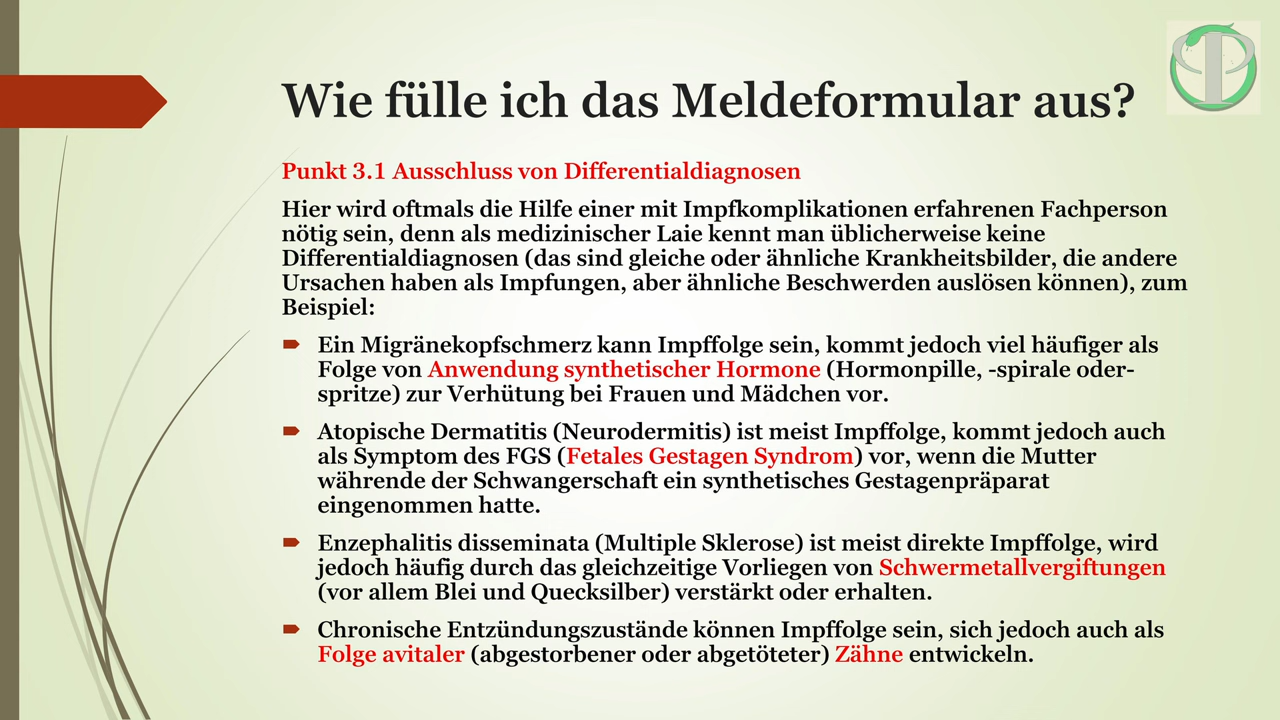 Wie fülle ich das Meldeformular aus?
Punkt 3.1 Ausschluss von Differentialdiagnosen
Hier wird oftmals die Hilfe einer mit Impfkomplikationen erfahrenen Fachperson
nötig sein, denn als medizinischer Laie kennt man üblicherweise keine
Differentialdiagnosen (das sind gleiche oder ähnliche Krankheitsbilder, die andere
Ursachen haben als Impfungen, aber ähnliche Beschwerden auslösen können), zum
Beispiel:
Ein Migränekopfschmerz kann Impffolge sein, kommt jedoch viel häufiger als
Folge von Anwendung synthetischer Hormone (Hormonpille, -spirale oder-
spritze) zur Verhütung bei Frauen und Mädchen vor.
Atopische Dermatitis (Neurodermitis) ist meist Impffolge, kommt jedoch auch
als Symptom des FGS (Fetales Gestagen Syndrom) vor, wenn die Mutter
währende der Schwangerschaft ein synthetisches Gestagenpräparat
eingenommen hatte.
Enzephalitis disseminata (Multiple Sklerose) ist meist direkte Impffolge, wird
jedoch häufig durch das gleichzeitige Vorliegen von Schwermetallvergiftungen
(vor allem Blei und Quecksilber) verstärkt oder erhalten.
Chronische Entzündungszustände können Impffolge sein, sich jedoch auch als
Folge avitaler (abgestorbener oder abgetöteter) Zähne entwickeln.